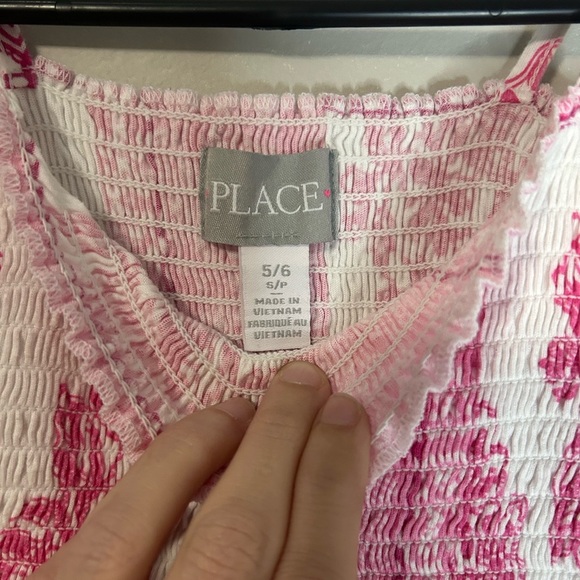 PLACE
5/6
S/P
MADE IN
VIETNAM
FABRIQUÉ AU
VIETNAM